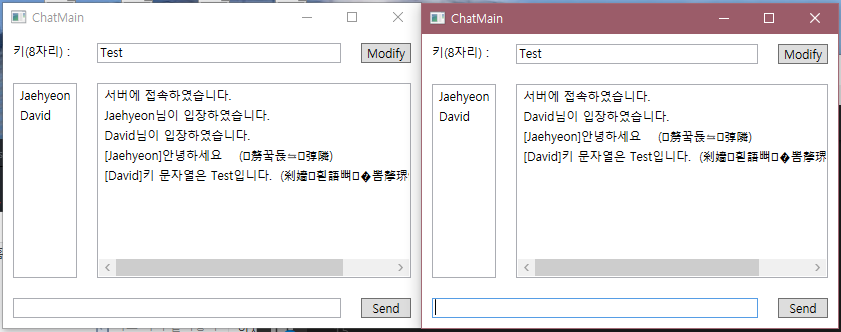 ChatMain
키(8자리) :
Test
Modify
Jaehyeon
David
서버에 접속하였습니다.
Jaehyeon님이 입장하였습니다.
David님이 입장하였습니다.
[Jaehyeon]안녕하세요
[David]키 문자열은 Test입니다.
Send
ChatMain
키(8자리) :
Test
Modify
Jaehyeon
David
서버에 접속하였습니다.
David님이 입장하였습니다.
[Jaehyeon]안녕하세요
[David]키 문자열은 Test입니다.
Send